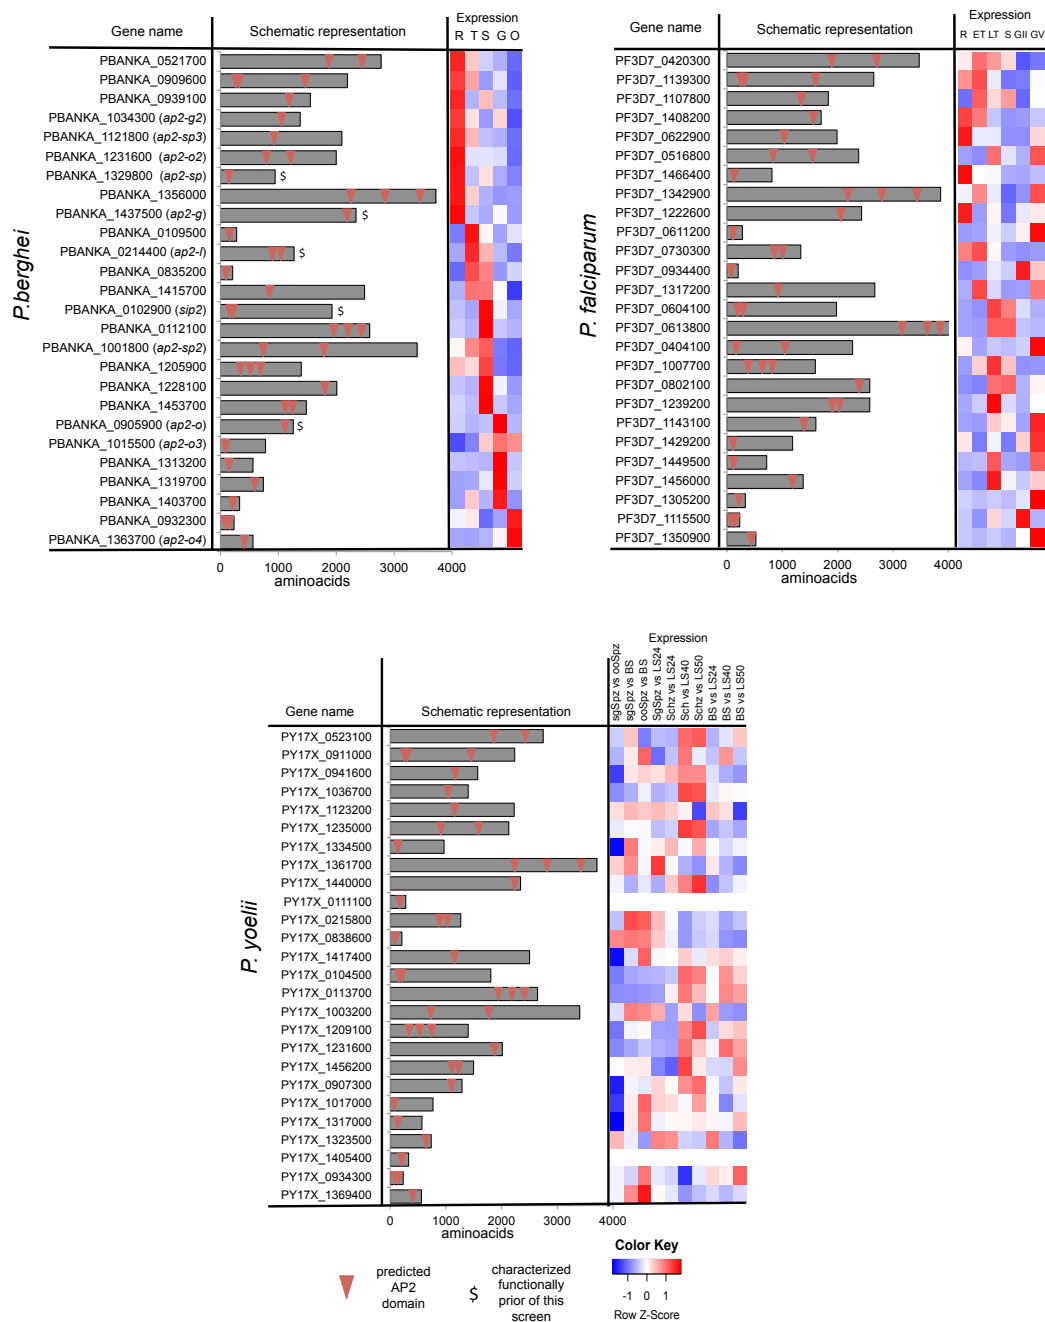 Expression
Gene name Schematic representation R T S G O
P.berghei
PBANKA_0521700
PBANKA_0909600
PBANKA_0939100
PBANKA_1034300 (ap2-g2)
PBANKA_1121800 (ap2-sp3)
PBANKA_1231600 (ap2-o2)
PBANKA_1329800 (ap2-sp) $
PBANKA_1356000
PBANKA_1437500 (ap2-g) $
PBANKA_0109500
PBANKA_0214400 (ap2-l) $
PBANKA_0835200
PBANKA_1415700
PBANKA_0102900 (sip2) $
PBANKA_0112100
PBANKA_1001800 (ap2-sp2)
PBANKA_1205900
PBANKA_1228100
PBANKA_1453700
PBANKA_0905900 (ap2-o) $
PBANKA_1015500 (ap2-o3)
PBANKA_1313200
PBANKA_1319700
PBANKA_1403700
PBANKA_0932300
PBANKA_1363700 (ap2-o4)
0 1000 2000 3000 4000
aminoacids
Expression
Gene name Schematic representation R ET LT S GII GV
P. falciparum
PF3D7_0420300
PF3D7_1139300
PF3D7_1107800
PF3D7_1408200
PF3D7_0622900
PF3D7_0516800
PF3D7_1466400
PF3D7_1342900
PF3D7_1222600
PF3D7_0611200
PF3D7_0730300
PF3D7_0934400
PF3D7_1317200
PF3D7_0604100
PF3D7_0613800
PF3D7_0404100
PF3D7_1007700
PF3D7_0802100
PF3D7_1239200
PF3D7_1143100
PF3D7_1429200
PF3D7_1449500
PF3D7_1456000
PF3D7_1305200
PF3D7_1115500
PF3D7_1350900
0 1000 2000 3000 4000
aminoacids
Expression
Gene name Schematic representation
sgSpz vs ooSpz
sgSpz vs BS
ooSpz vs BS
SgSpz vs LS24
Schz vs LS24
Sch vs LS40
Schz vs LS50
BS vs LS24
BS vs LS40
BS vs LS50
P. yoelii
PY17X_0523100
PY17X_0911000
PY17X_0941600
PY17X_1036700
PY17X_1123200
PY17X_1235000
PY17X_1334500
PY17X_1361700
PY17X_1440000
PY17X_0111100
PY17X_0215800
PY17X_0838600
PY17X_1417400
PY17X_0104500
PY17X_0113700
PY17X_1003200
PY17X_1209100
PY17X_1231600
PY17X_1456200
PY17X_0907300
PY17X_1017000
PY17X_1317000
PY17X_1323500
PY17X_1405400
PY17X_0934300
PY17X_1369400
0 1000 2000 3000 4000
aminoacids
predicted
AP2
domain
$ characterized
functionally
prior of this
screen
Color Key
-1 0 1
Row Z-Score